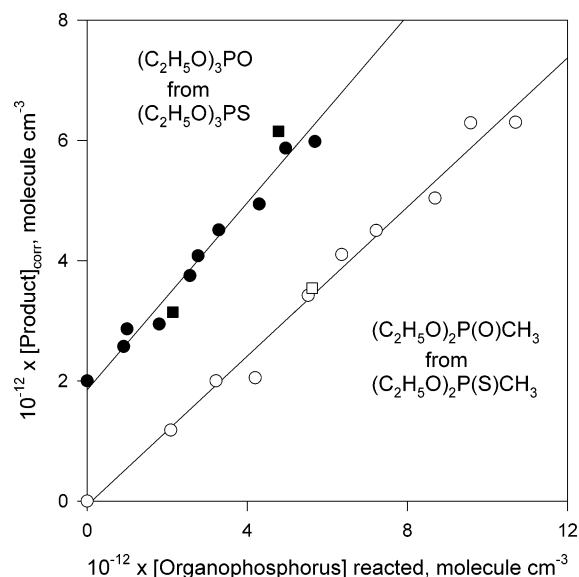 8
6
4
2
0
0
4
8
12
10⁻¹² x [Product]corr, molecule cm⁻³
10⁻¹² x [Organophosphorus] reacted, molecule cm⁻³
(C₂H₅O)₃PO
from
(C₂H₅O)₃PS
(C₂H₅O)₂P(O)CH₃
from
(C₂H₅O)₂P(S)CH₃